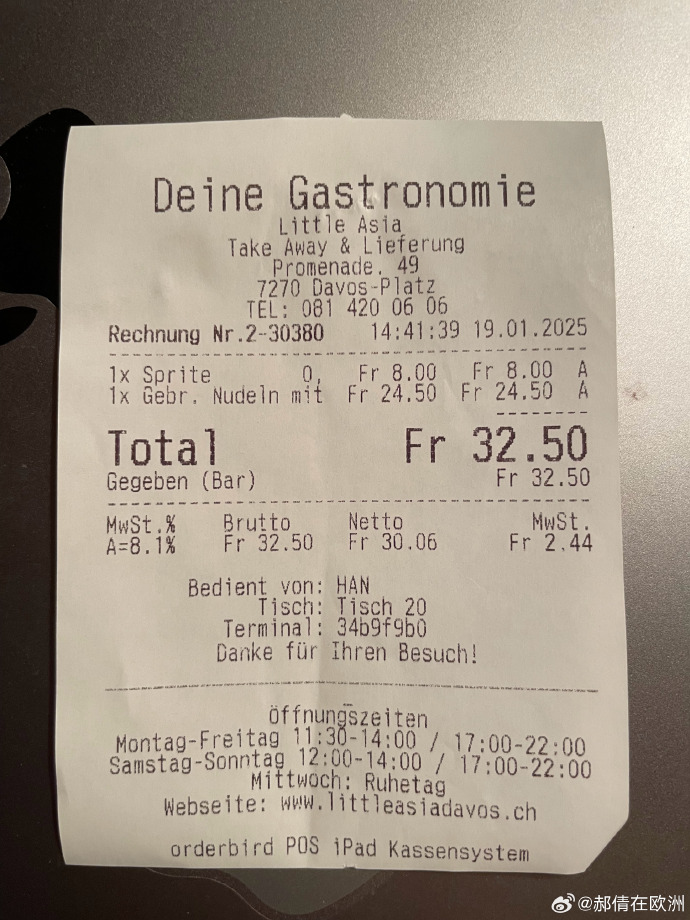 Deine Gastronomie
Little Asia
Take Away & Lieferung
Promenade. 49
7270 Davos-Platz
TEL: 081 420 06 06
Rechnung Nr.2-30380 14:41:39 19.01.2025
1x Sprite 0, Fr 8.00 Fr 8.00 A
1x Gebr. Nudeln mit Fr 24.50 Fr 24.50 A
Total Fr 32.50
Gegeben (Bar) Fr 32.50
MwSt.% Brutto Netto MwSt.
A=8.1% Fr 32.50 Fr 30.06 Fr 2.44
Bedient von: HAN
Tisch: Tisch 20
Terminal: 34b9f9b0
Danke für Ihren Besuch!
Öffnungszeiten
Montag-Freitag 11:30-14:00 / 17:00-22:00
Samstag-Sonntag 12:00-14:00 / 17:00-22:00
Mittwoch: Ruhetag
Webseite: www.littleasiadavos.ch
orderbird POS iPad Kassensystem
@郝倩在欧洲